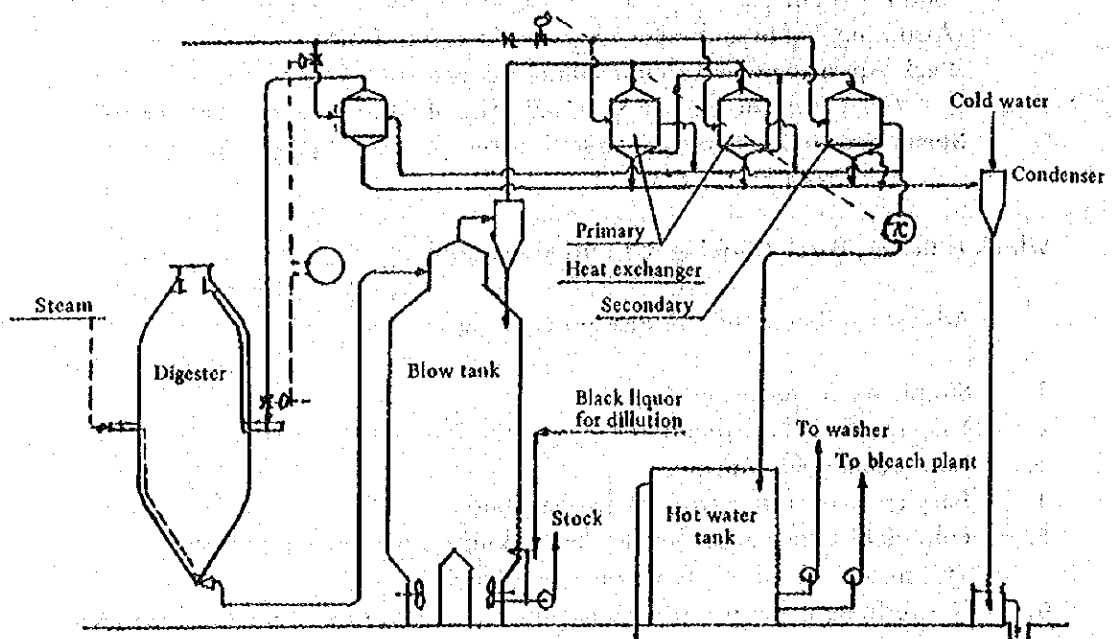 Cold water
Condenser
Primary
Heat exchanger
Secondary
Steam
Digester
Blow tank
Black liquor
for dillution
To washer
To bleach plant
Stock
Hot water
tank